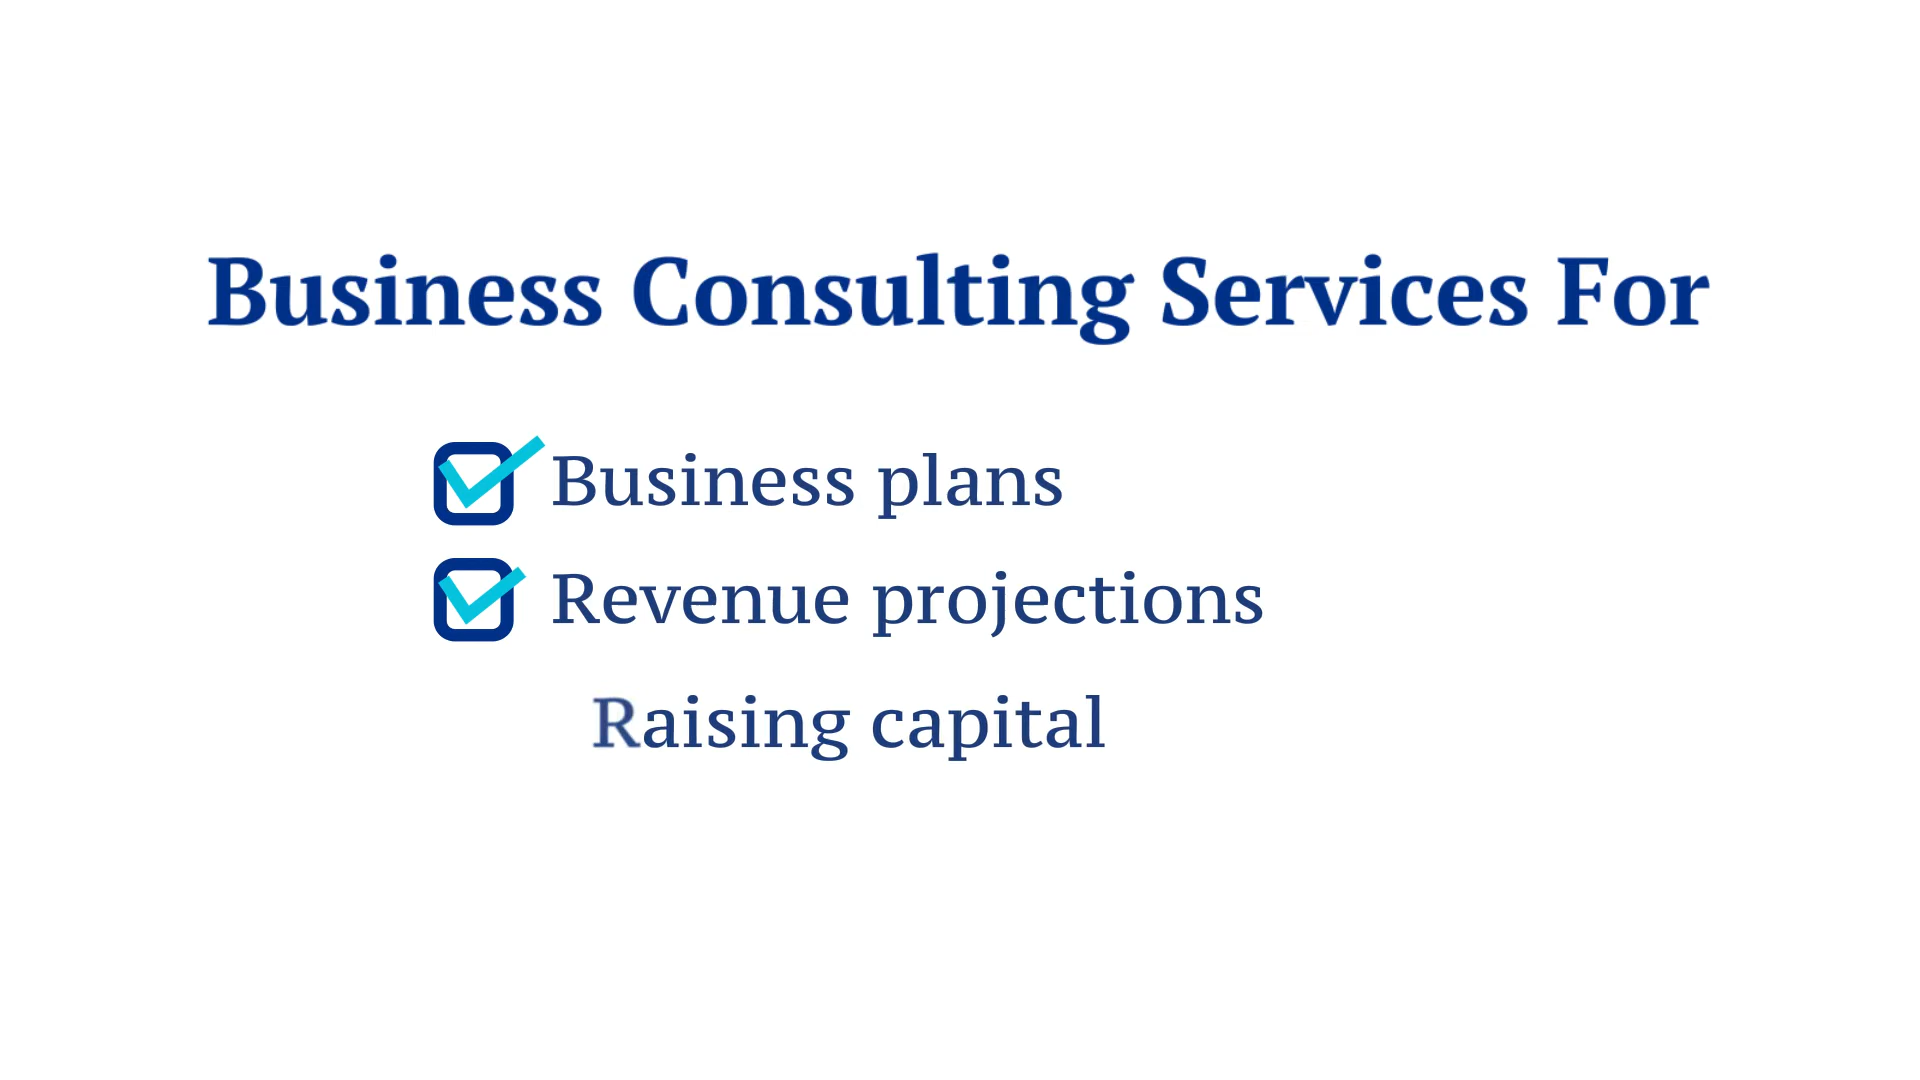 Business Consulting Services For
Business plans
Revenue projections
Raising capital